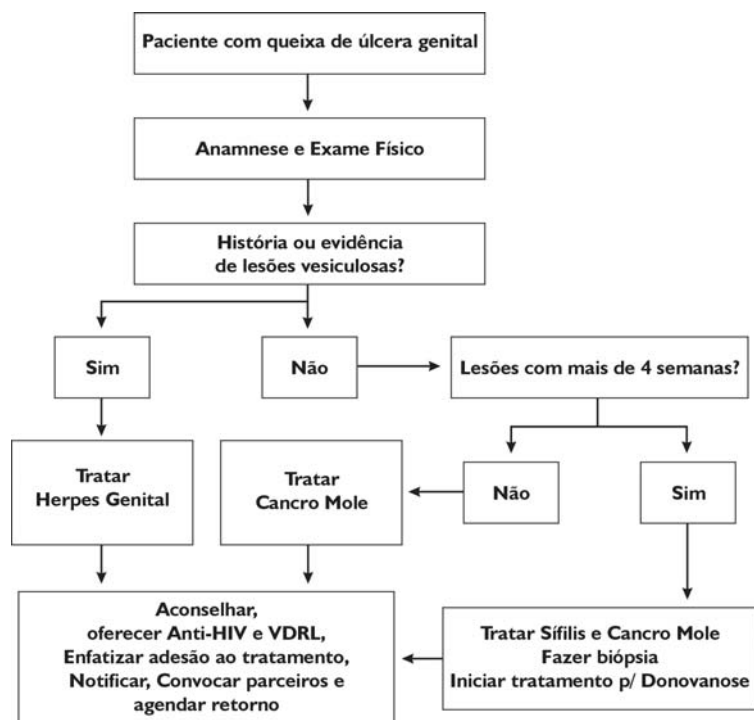 Paciente com queixa de úlcera genital
Anamnese e Exame Físico
História ou evidência
de lesões vesiculosas?
Sim
Não
Lesões com mais de 4 semanas?
Tratar
Herpes Genital
Tratar
Cancro Mole
Não
Sim
Aconselhar,
oferecer Anti-HIV e VDRL,
Enfatizar adesão ao tratamento,
Notificar, Convocar parceiros e
agendar retorno
Tratar Sífilis e Cancro Mole
Fazer biópsia
Iniciar tratamento p/ Donovanose